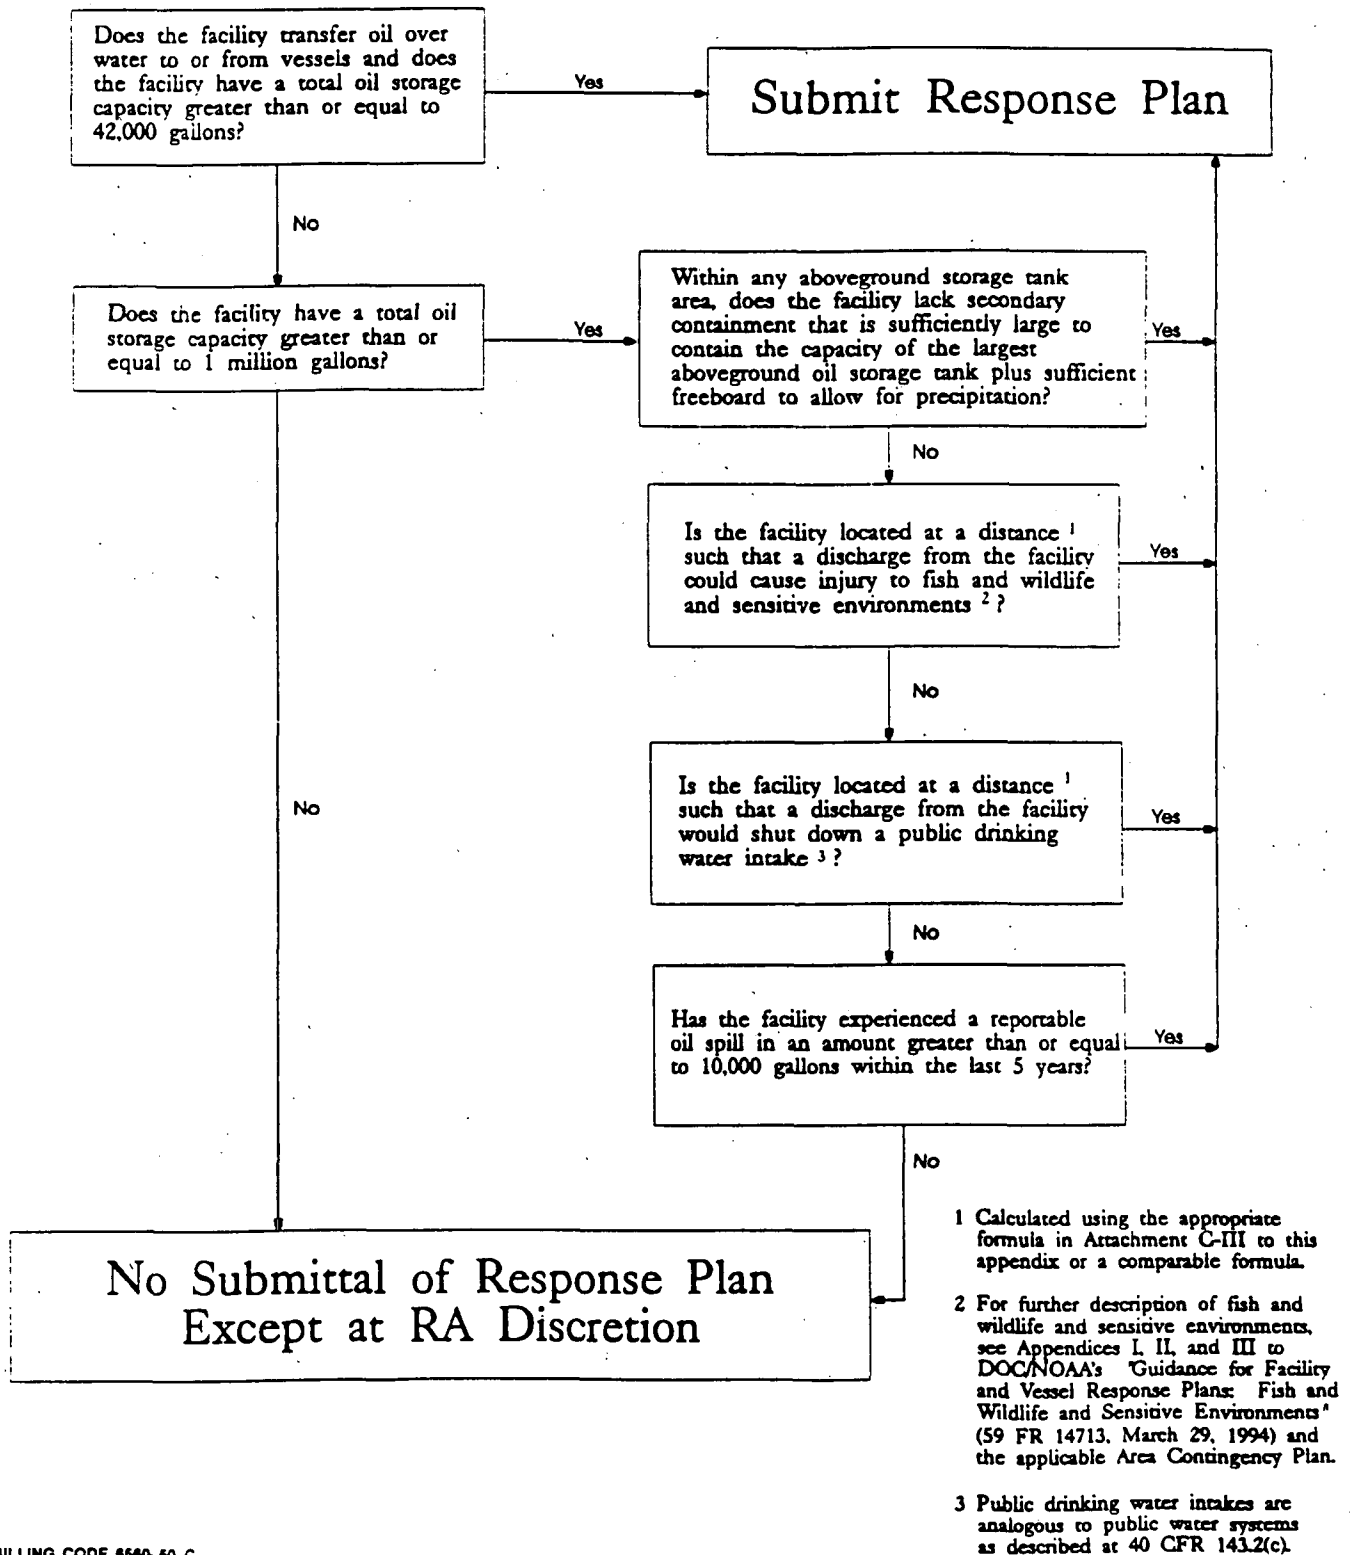 Does the facility transfer oil over
water to or from vessels and does
the facility have a total oil storage
capacity greater than or equal to
42,000 gallons?
Yes
Submit Response Plan
No
Does the facility have a total oil
storage capacity greater than or
equal to 1 million gallons?
Yes
Within any aboveground storage tank
area, does the facility lack secondary
containment that is sufficiently large to
contain the capacity of the largest
aboveground oil storage tank plus sufficient
freeboard to allow for precipitation?
Yes
No
Is the facility located at a distance 1
such that a discharge from the facility
could cause injury to fish and wildlife
and sensitive environments 2 ?
Yes
No
Is the facility located at a distance 1
such that a discharge from the facility
would shut down a public drinking
water intake 3 ?
Yes
No
No
Has the facility experienced a reportable
oil spill in an amount greater than or equal
to 10,000 gallons within the last 5 years?
Yes
No
No Submittal of Response Plan
Except at RA Discretion
1 Calculated using the appropriate
formula in Attachment C-III to this
appendix or a comparable formula.
2 For further description of fish and
wildlife and sensitive environments,
see Appendices I, II, and III to
DOC/NOAA's "Guidance for Facility
and Vessel Response Plans: Fish and
Wildlife and Sensitive Environments"
(59 FR 14713, March 29, 1994) and
the applicable Area Contingency Plan.
3 Public drinking water intakes are
analogous to public water systems
as described at 40 CFR 143.2(c).
BILLING CODE 6560-50-C